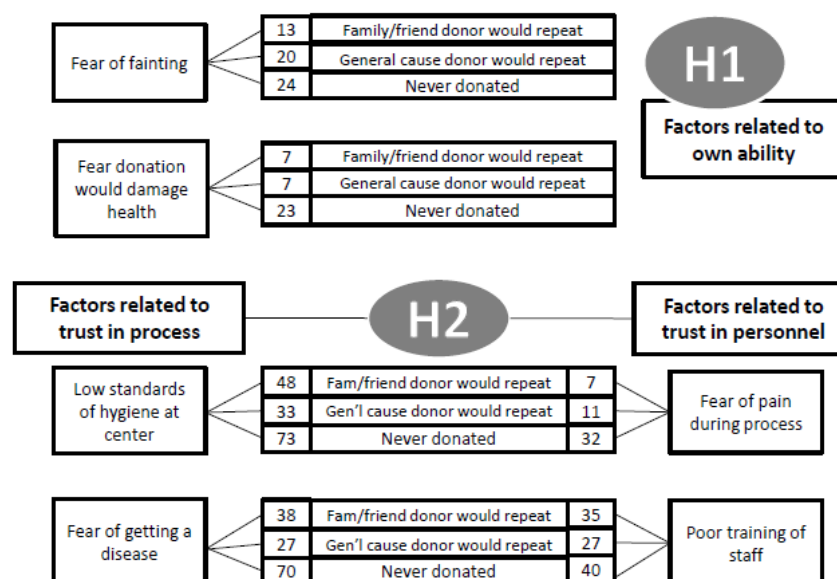 Fear of fainting
13 Family/friend donor would repeat
20 General cause donor would repeat
24 Never donated
H1
Factors related to
own ability
Fear donation
would damage
health
7 Family/friend donor would repeat
7 General cause donor would repeat
23 Never donated
Factors related to
trust in process
H2
Factors related to
trust in personnel
Low standards
of hygiene at
center
48 Fam/friend donor would repeat 7
33 Gen'l cause donor would repeat 11
73 Never donated 32
Fear of pain
during process
Fear of getting a
disease
38 Fam/friend donor would repeat 35
27 Gen'l cause donor would repeat 27
70 Never donated 40
Poor training of
staff